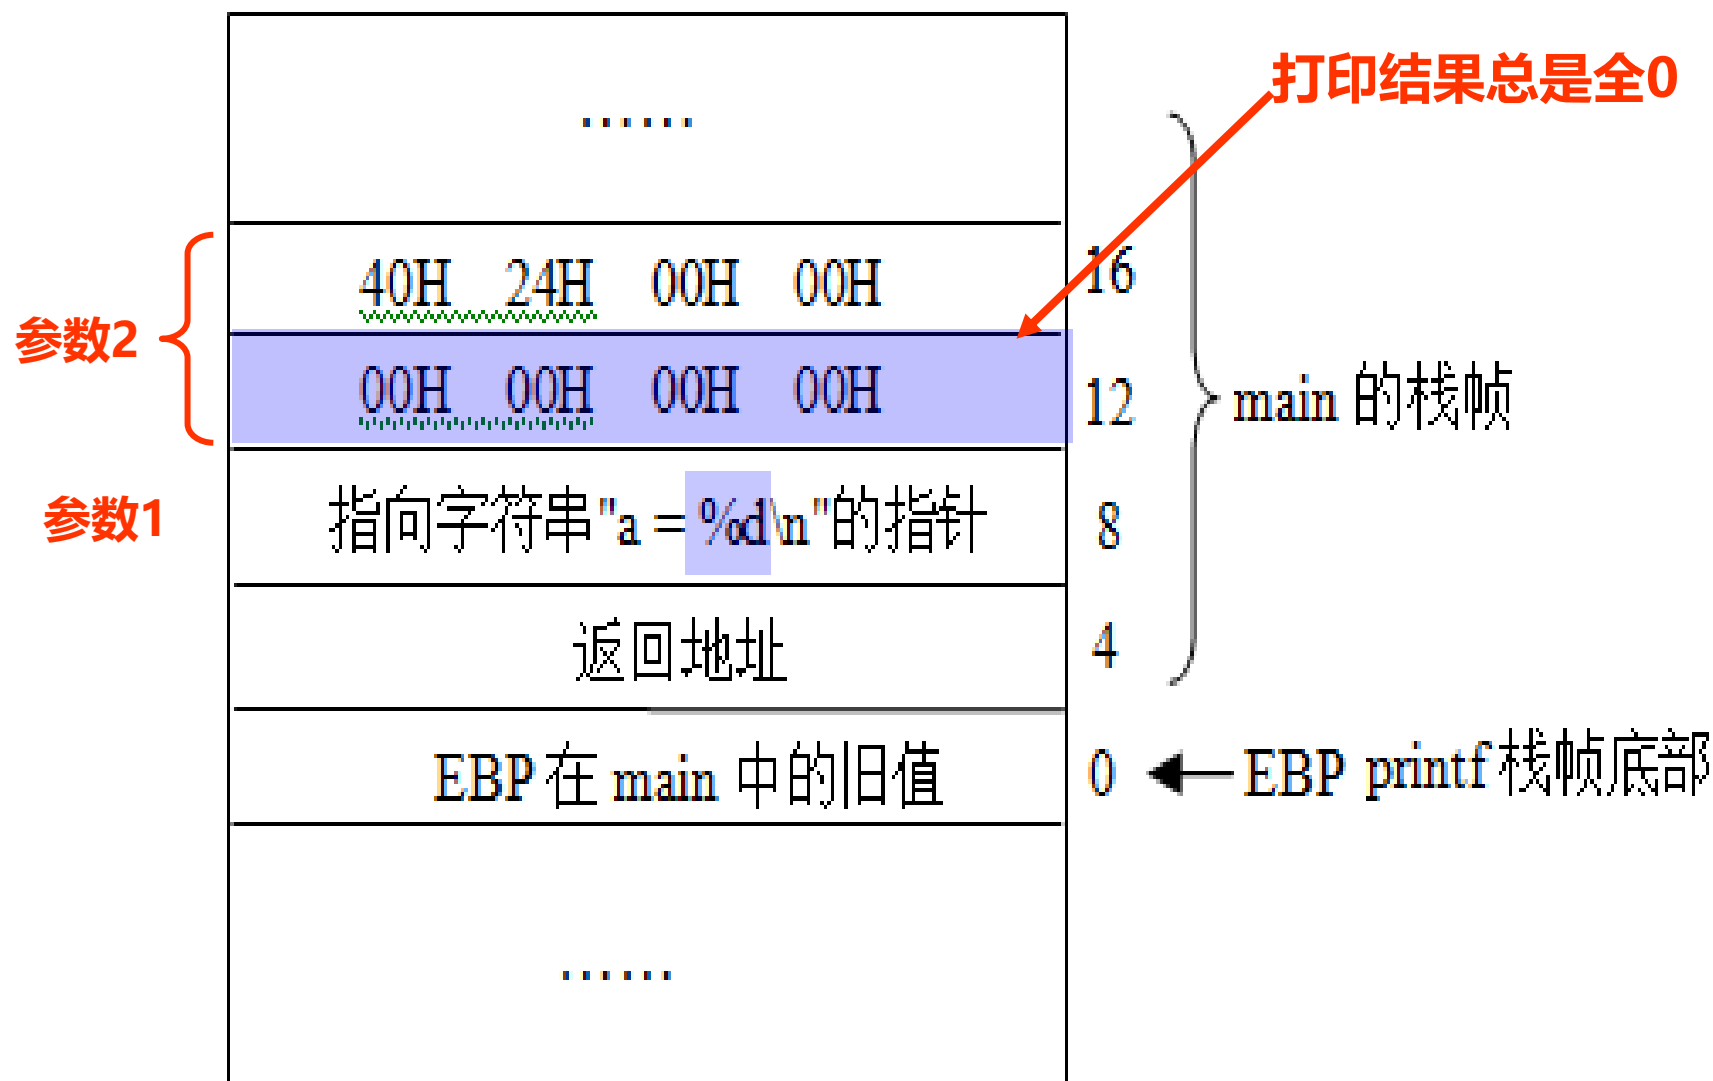 打印结果总是全0
……
40H 24H 00H 00H
16
参数2
00H 00H 00H 00H
12
main 的栈帧
参数1
指向字符串"a = %d\n"的指针
8
返回地址
4
EBP 在 main 中的旧值
0
EBP printf 栈帧底部
……